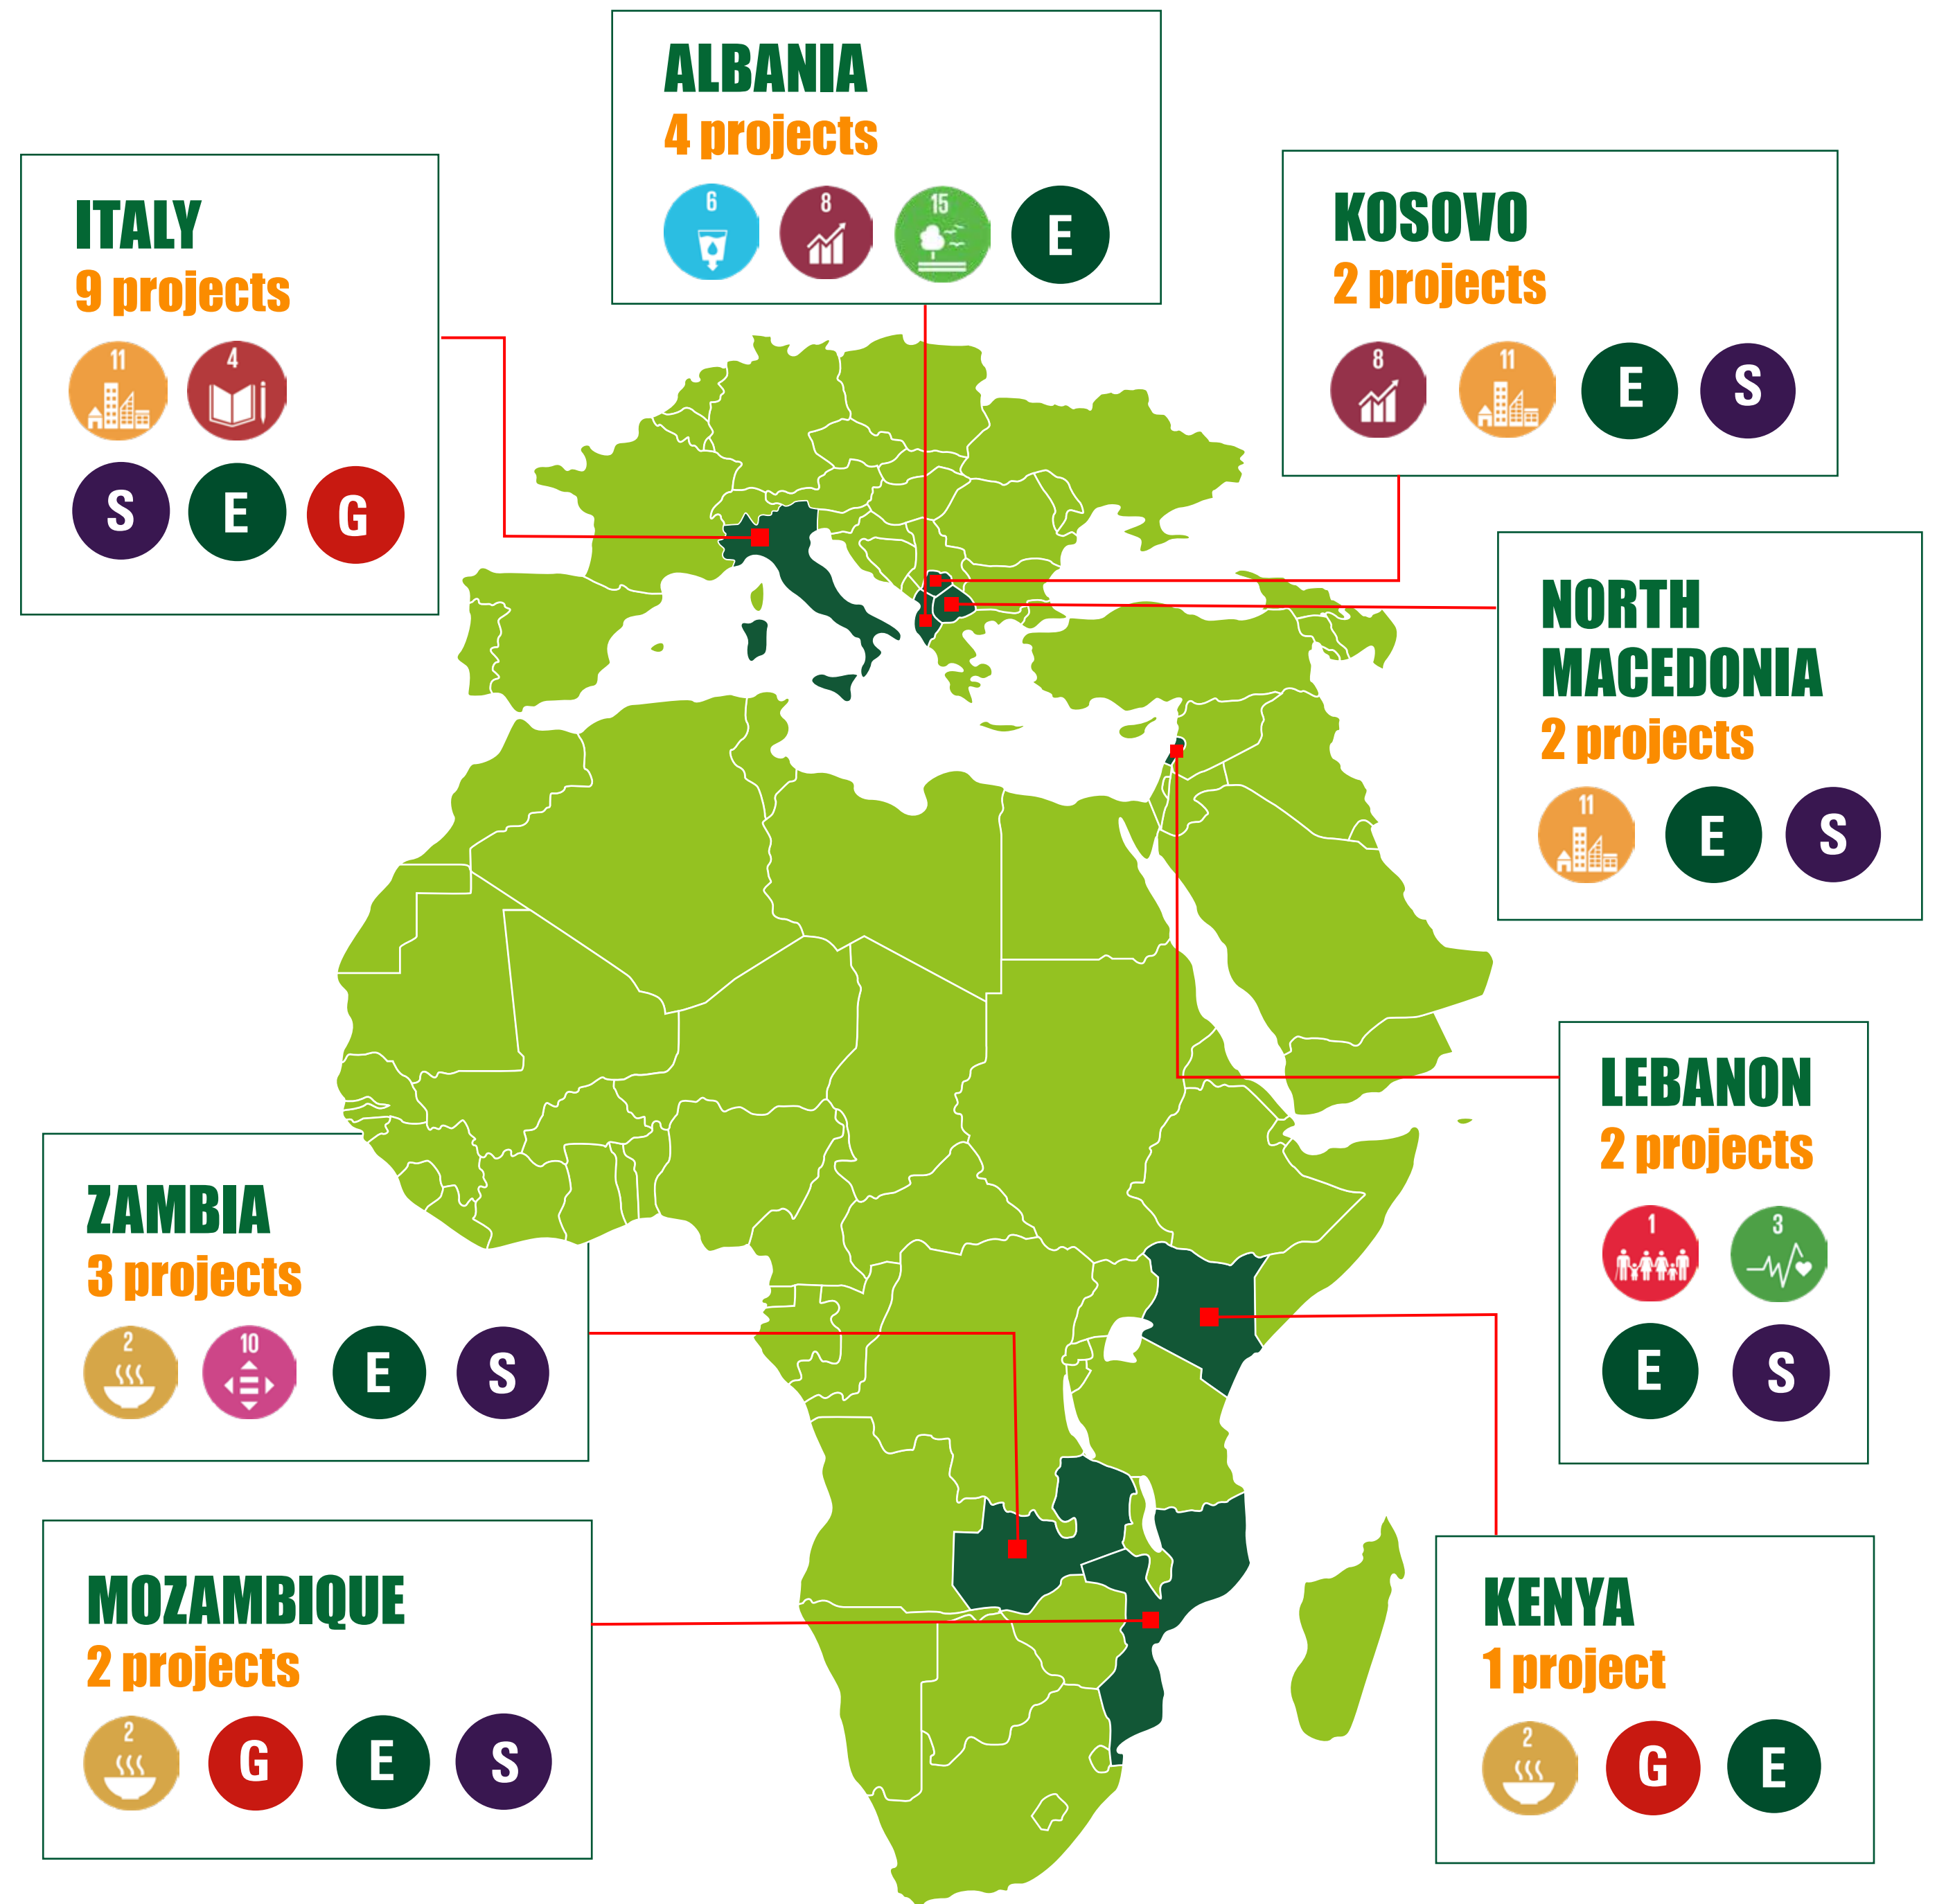 ALBANIA
4 projects
6 8 15 E
ITALY
9 projects
11 4
S E G
KOSOVO
2 projects
8 11 E S
NORTH
MACEDONIA
2 projects
11 E S
LEBANON
2 projects
1 3
E S
ZAMBIA
3 projects
2 10 E S
MOZAMBIQUE
2 projects
2 G E S
KENYA
1 project
2 G E